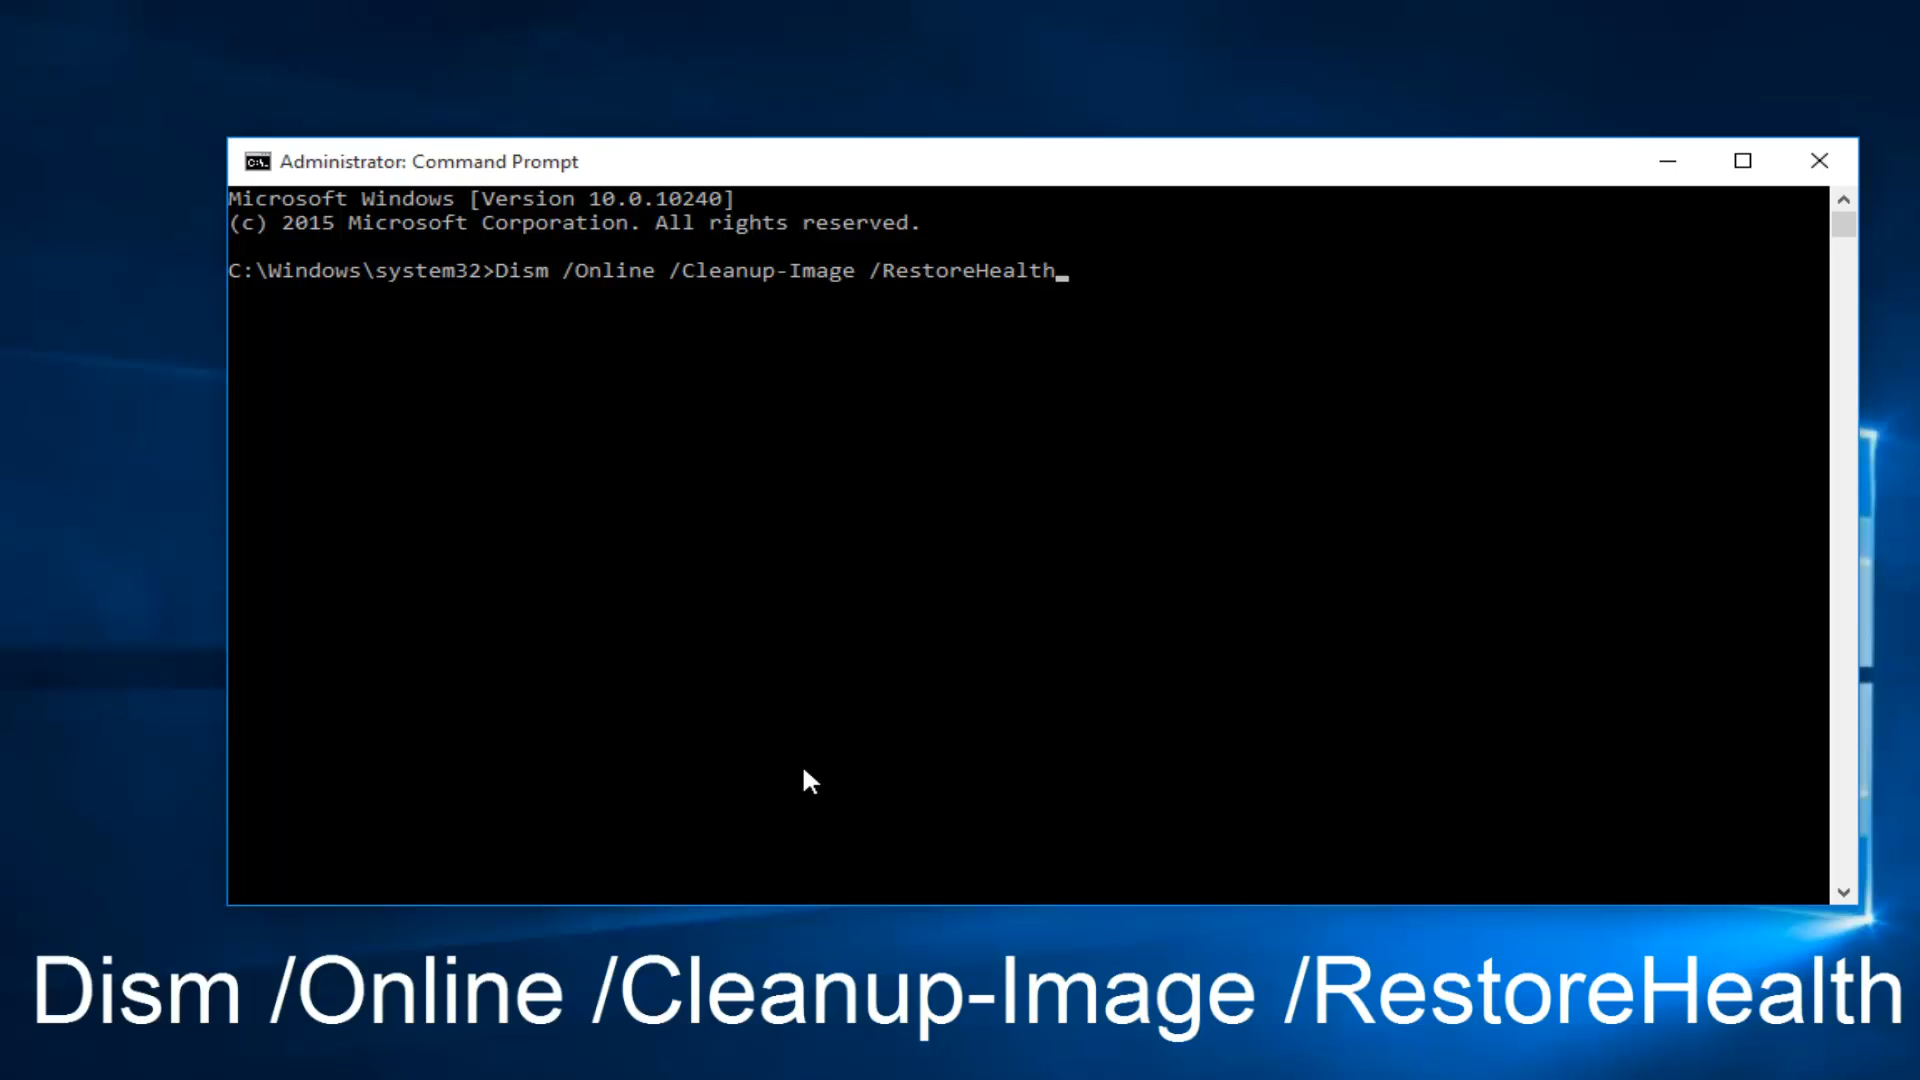 Administrator: Command Prompt
Microsoft Windows [Version 10.0.10240]
(c) 2015 Microsoft Corporation. All rights reserved.
C:\Windows\system32>Dism /Online /Cleanup-Image /RestoreHealth
Dism /Online /Cleanup-Image /RestoreHealth